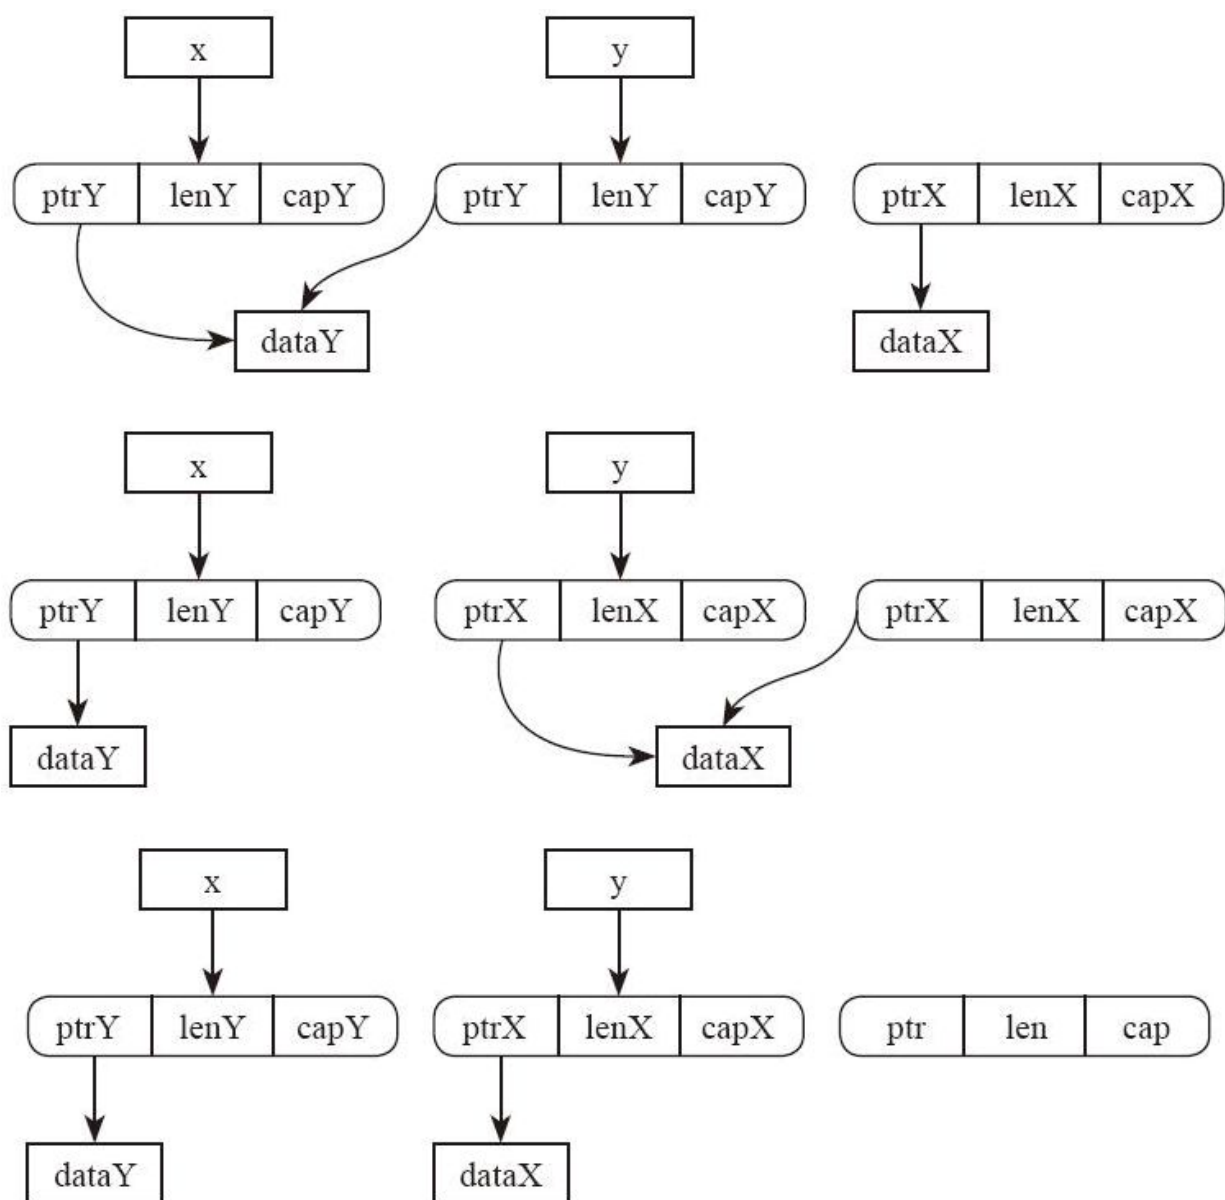 x y
ptrY lenY capY ptrY lenY capY ptrX lenX capX
dataY dataX
x y
ptrY lenY capY ptrX lenX capX ptrX lenX capX
dataY dataX
x y
ptrY lenY capY ptrX lenX capX ptr len cap
dataY dataX